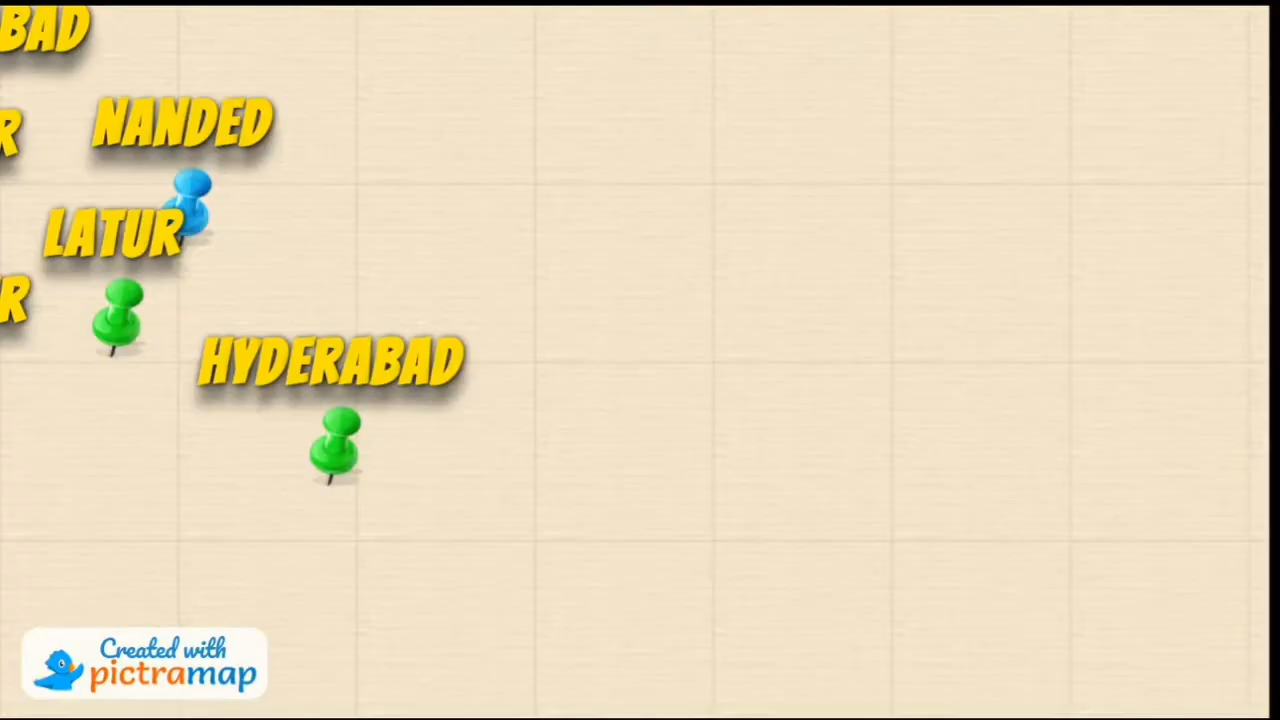 BAD
NANDED
R
LATUR
R
HYDERABAD
Created with
pictramap